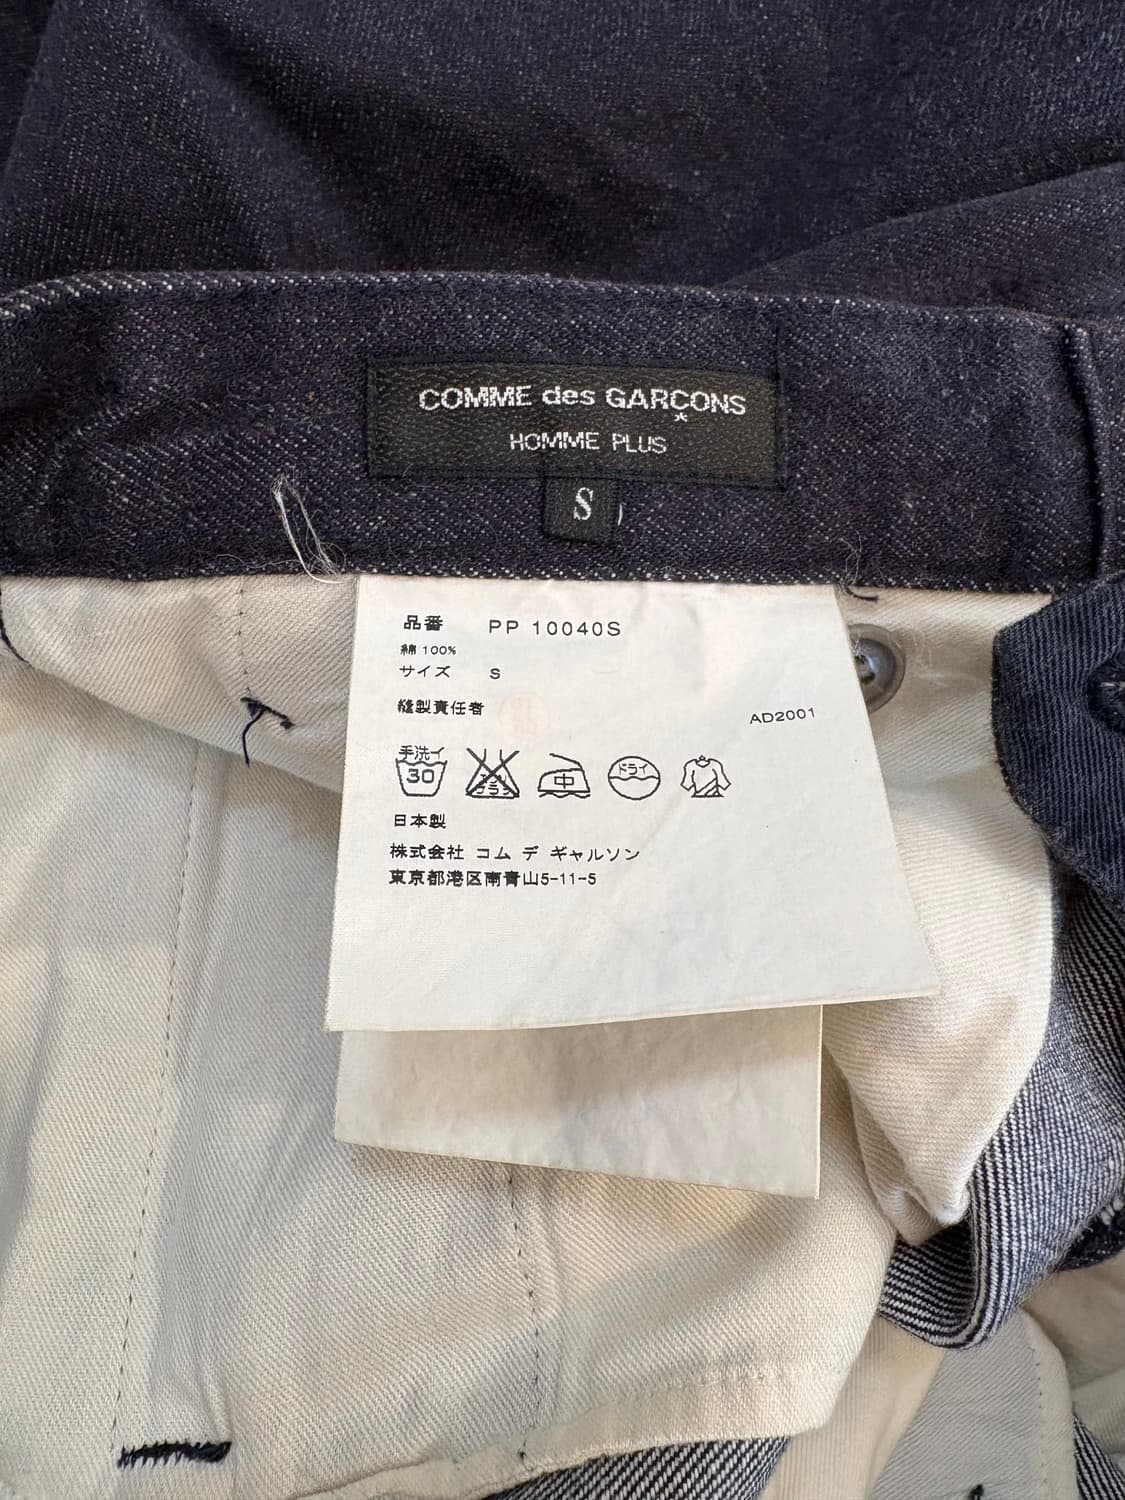 COMME des GARÇONS
HOMME PLUS
S
品番 PP 10040S
綿 100%
サイズ S
縫製責任者
AD2001
手洗イ
30
中
ドライ
日本製
株式会社 コム デ ギャルソン
東京都港区南青山5-11-5